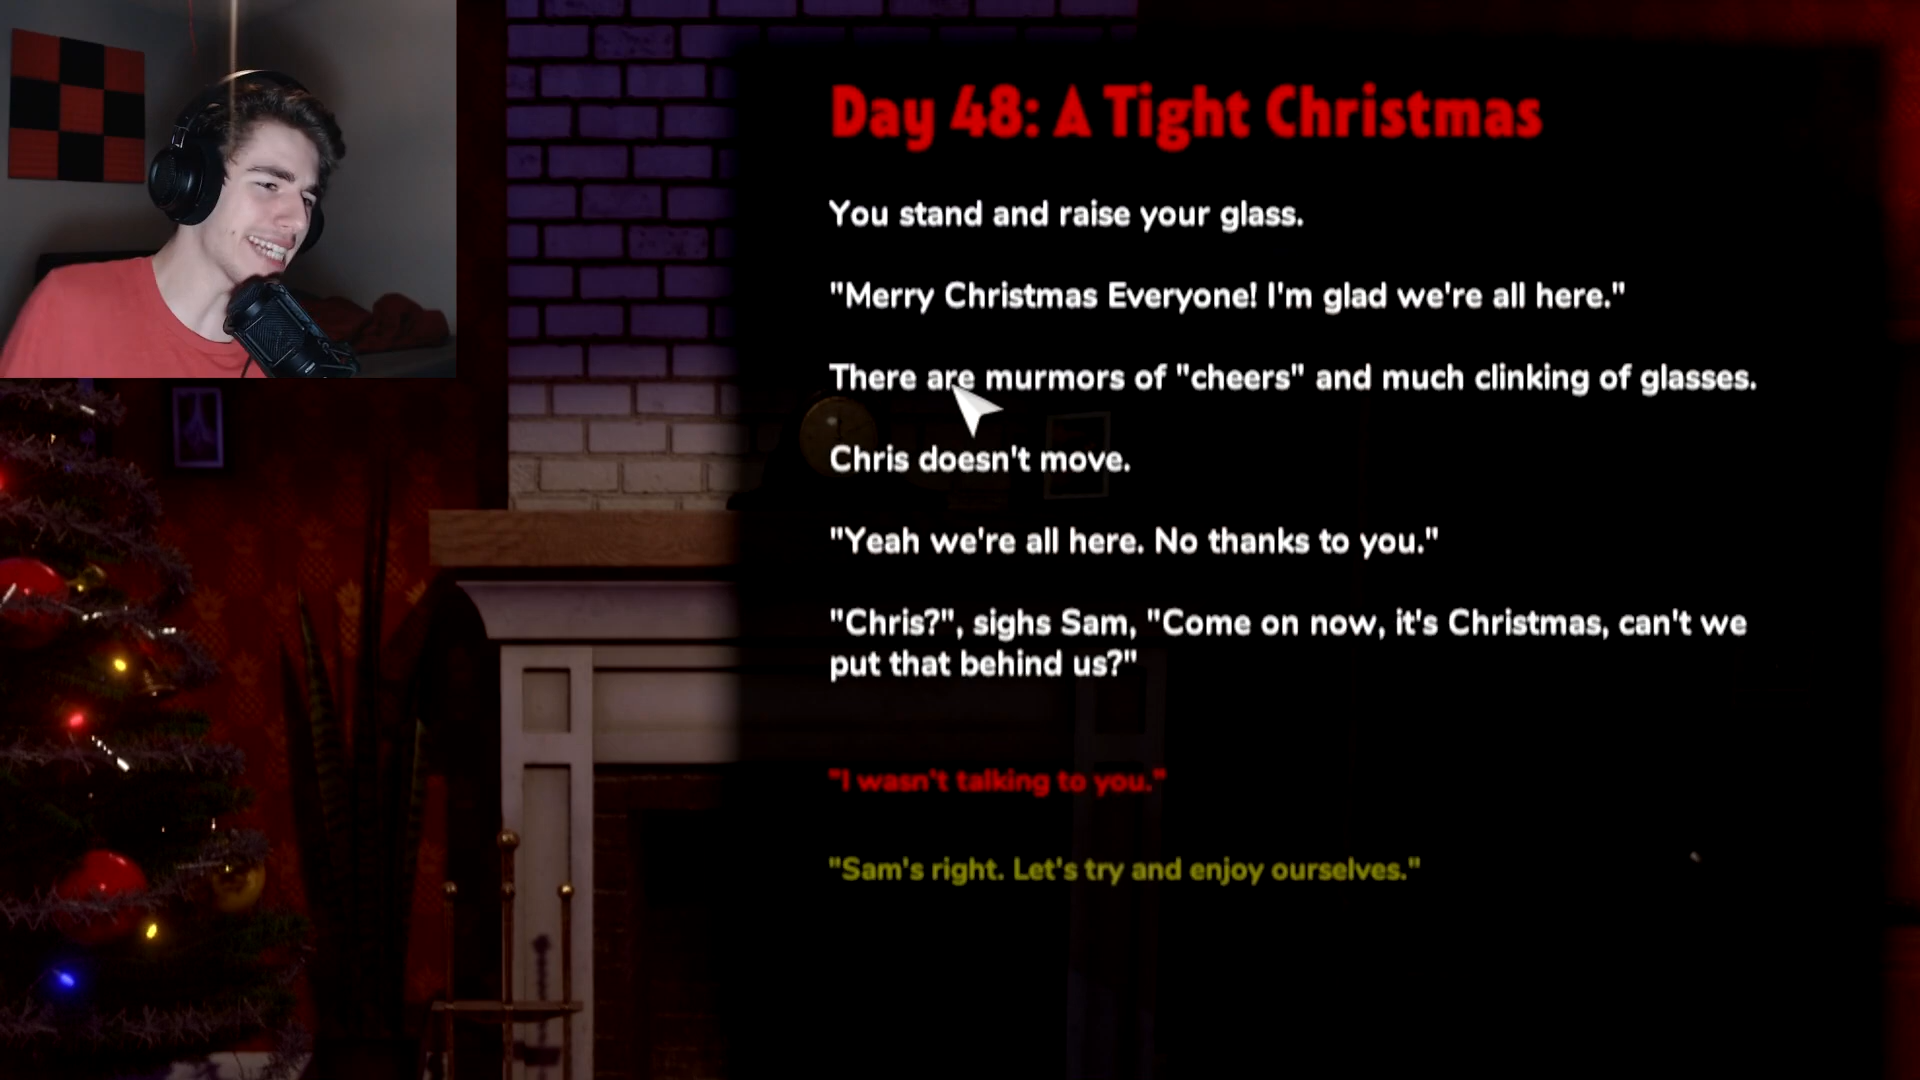 Day 48: A Tight Christmas
You stand and raise your glass.
"Merry Christmas Everyone! I'm glad we're all here."
There are murmors of "cheers" and much clinking of glasses.
Chris doesn't move.
"Yeah we're all here. No thanks to you."
"Chris?", sighs Sam, "Come on now, it's Christmas, can't we
put that behind us?"
"I wasn't talking to you."
"Sam's right. Let's try and enjoy ourselves."